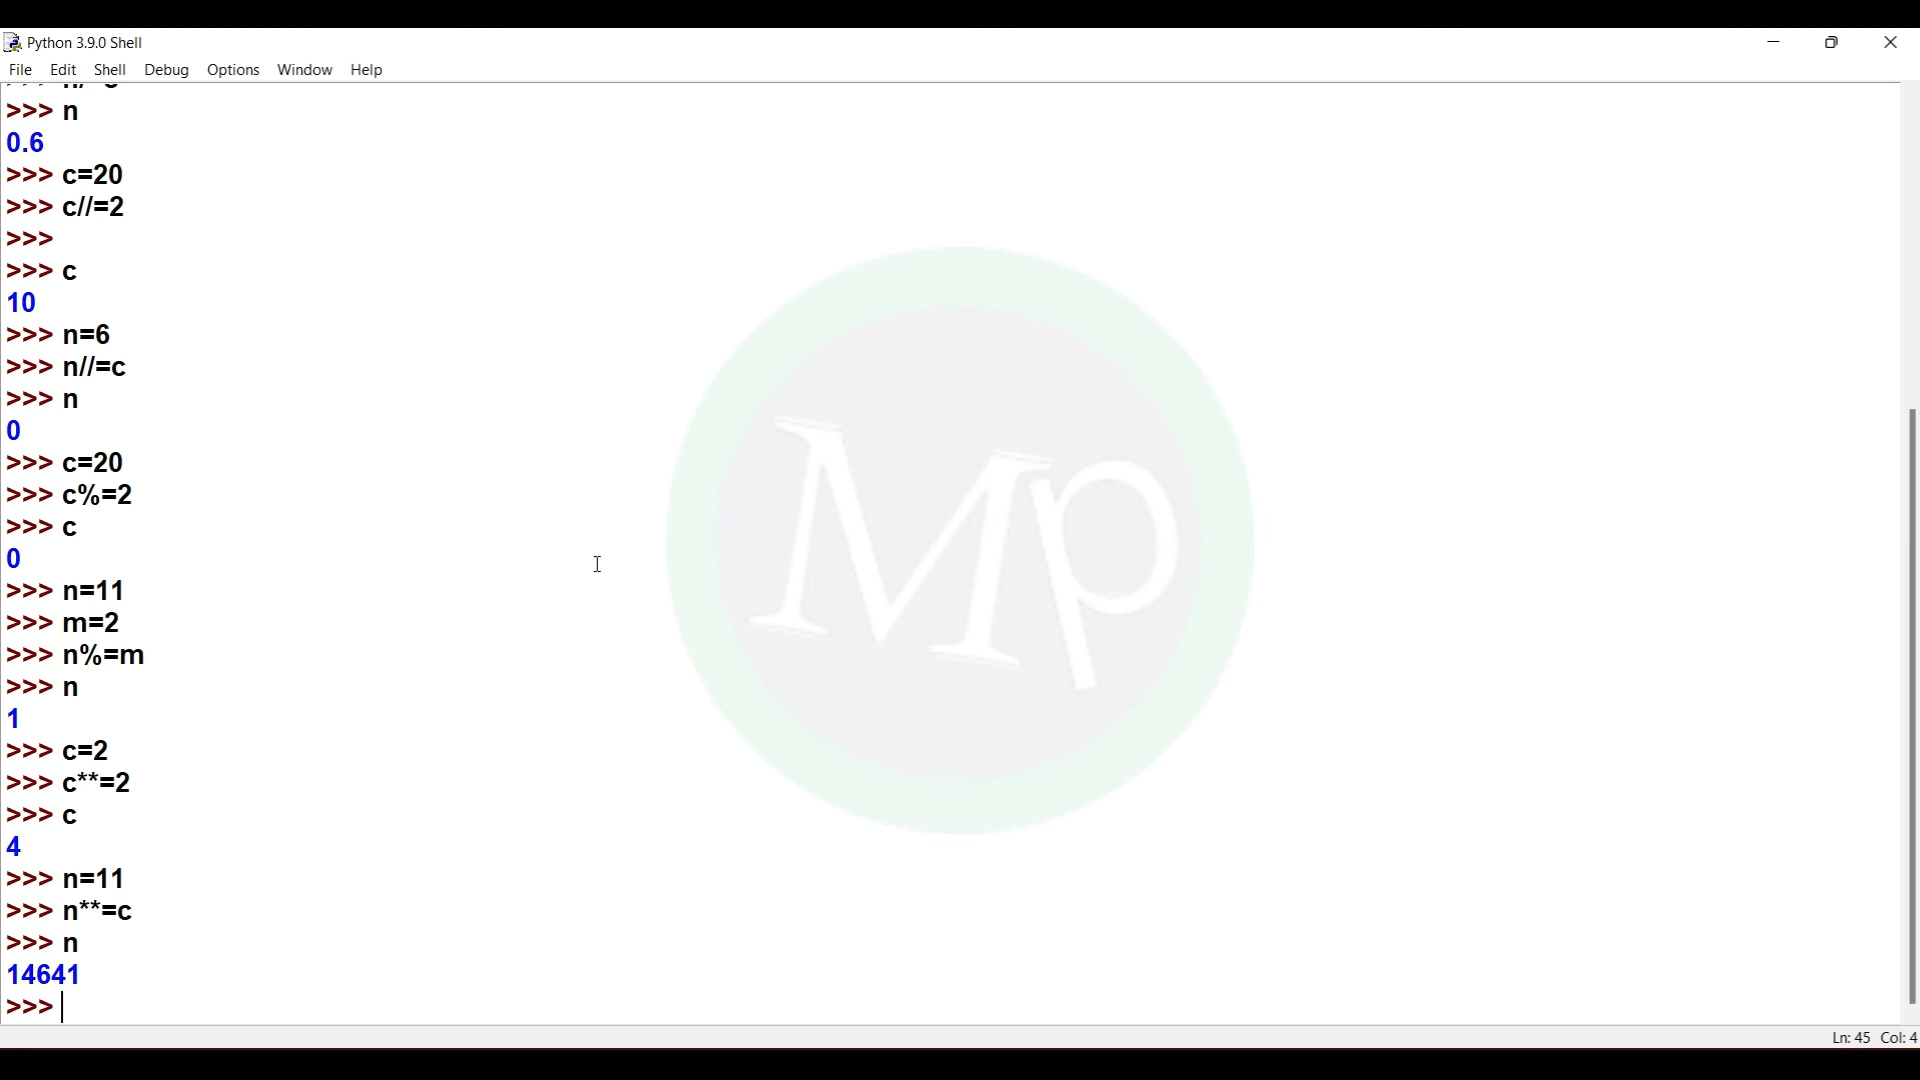 Python 3.9.0 Shell
File Edit Shell Debug Options Window Help
>>> n
0.6
>>> c=20
>>> c//=2
>>>
>>> c
10
>>> n=6
>>> n//=c
>>> n
0
>>> c=20
>>> c%=2
>>> c
0
>>> n=11
>>> m=2
>>> n%=m
>>> n
1
>>> c=2
>>> c**=2
>>> c
4
>>> n=11
>>> n**=c
>>> n
14641
>>>
Mp
Ln: 45 Col: 4